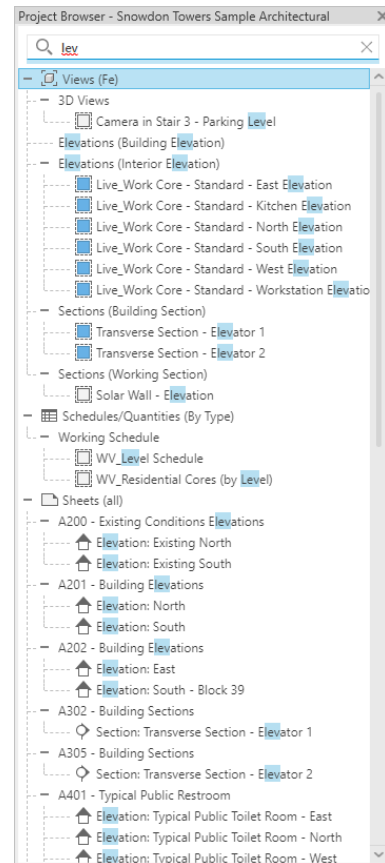 Project Browser - Snowdon Towers Sample Architectural
lev
Views (Fe)
3D Views
Camera in Stair 3 - Parking Level
Elevations (Building Elevation)
Elevations (Interior Elevation)
Live_Work Core - Standard - East Elevation
Live_Work Core - Standard - Kitchen Elevation
Live_Work Core - Standard - North Elevation
Live_Work Core - Standard - South Elevation
Live_Work Core - Standard - West Elevation
Live_Work Core - Standard - Workstation Elevatio
Sections (Building Section)
Transverse Section - Elevator 1
Transverse Section - Elevator 2
Sections (Working Section)
Solar Wall - Elevation
Schedules/Quantities (By Type)
Working Schedule
WV_Level Schedule
WV_Residential Cores (by Level)
Sheets (all)
A200 - Existing Conditions Elevations
Elevation: Existing North
Elevation: Existing South
A201 - Building Elevations
Elevation: North
Elevation: South
A202 - Building Elevations
Elevation: East
Elevation: South - Block 39
A302 - Building Sections
Section: Transverse Section - Elevator 1
A305 - Building Sections
Section: Transverse Section - Elevator 2
A401 - Typical Public Restroom
Elevation: Typical Public Toilet Room - East
Elevation: Typical Public Toilet Room - North
Elevation: Typical Public Toilet Room - West